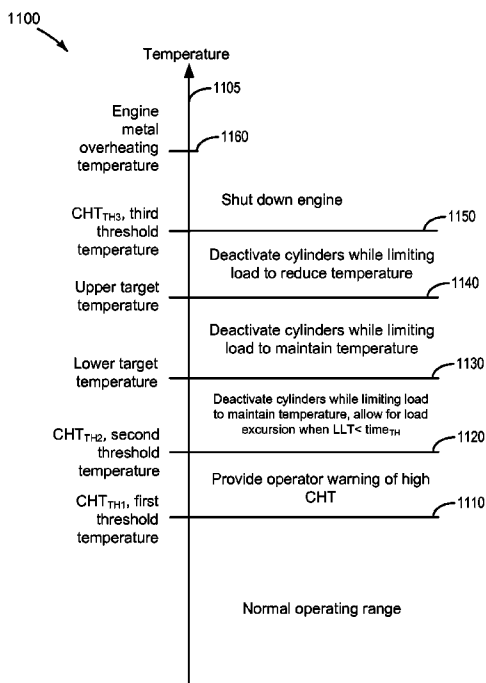 1100
Temperature
1105
Engine
metal
overheating
temperature
1160
Shut down engine
CHTTH3, third
threshold
temperature
1150
Deactivate cylinders while limiting
load to reduce temperature
Upper target
temperature
1140
Deactivate cylinders while limiting
load to maintain temperature
Lower target
temperature
1130
Deactivate cylinders while limiting load
to maintain temperature, allow for load
excursion when LLT< timeTH
CHTTH2, second
threshold
temperature
1120
Provide operator warning of high
CHT
CHTTH1, first
threshold
temperature
1110
Normal operating range